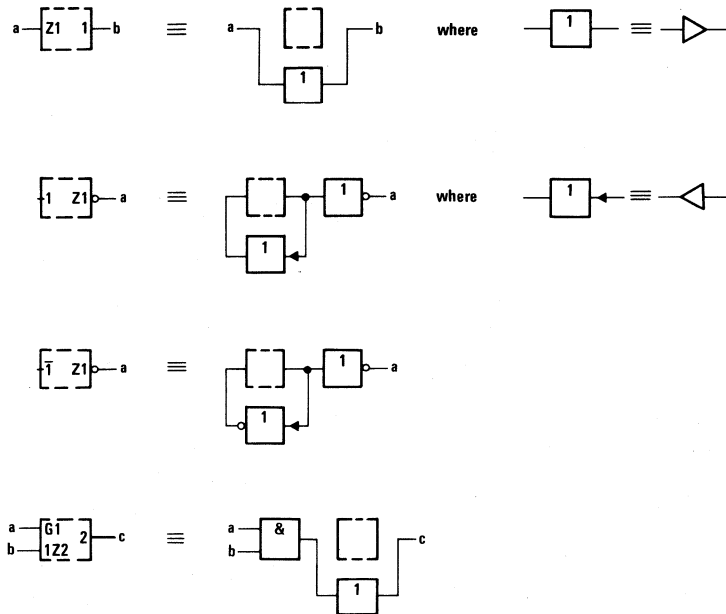 a Z1 1 b ≡ a b where 1 ≡
1
1 Z1 a ≡ 1 a where 1 ≡
1
1̅ Z1 a ≡ 1 a
1
a G1 2 c ≡ a & c
b 1Z2 b
1